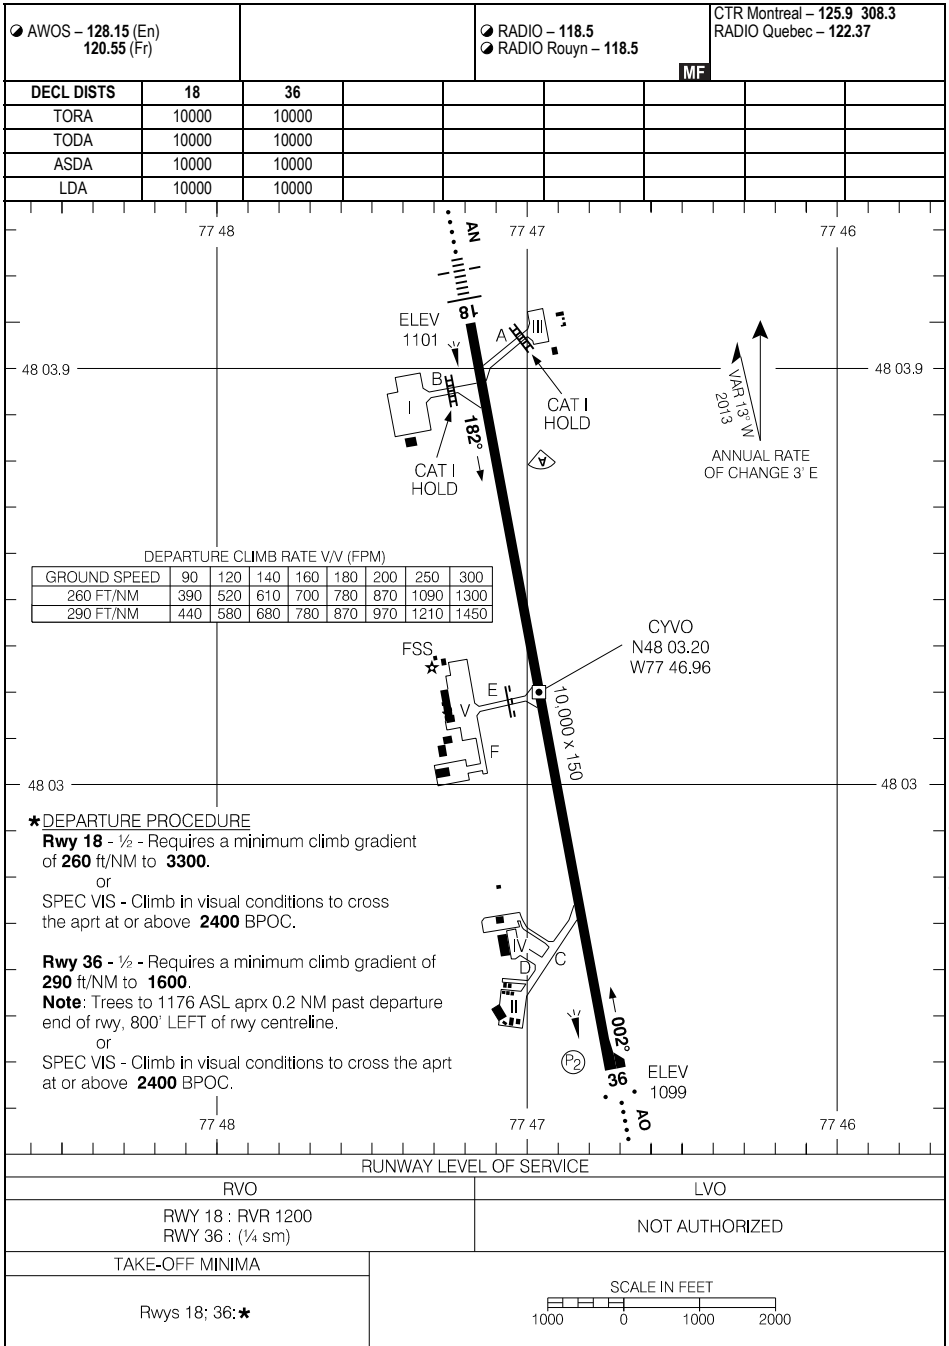 AWOS – 128.15 (En)
120.55 (Fr)
RADIO – 118.5
RADIO Rouyn – 118.5
MF
CTR Montreal – 125.9 308.3
RADIO Quebec – 122.37
DECL DISTS 18 36
TORA 10000 10000
TODA 10000 10000
ASDA 10000 10000
LDA 10000 10000
77 48 77 47 77 46
AN
18
ELEV
1101
A
III
48 03.9 48 03.9
B
I
CAT I
HOLD
182°
CAT I
HOLD
A
VAR 13° W
2013
ANNUAL RATE
OF CHANGE 3' E
DEPARTURE CLIMB RATE V/V (FPM)
GROUND SPEED 90 120 140 160 180 200 250 300
260 FT/NM 390 520 610 700 780 870 1090 1300
290 FT/NM 440 580 680 780 870 970 1210 1450
CYVO
N48 03.20
W77 46.96
FSS
E
V
F
10,000 x 150
48 03 48 03
*DEPARTURE PROCEDURE
Rwy 18 - ½ - Requires a minimum climb gradient
of 260 ft/NM to 3300.
or
SPEC VIS - Climb in visual conditions to cross
the aprt at or above 2400 BPOC.
Rwy 36 - ½ - Requires a minimum climb gradient of
290 ft/NM to 1600.
Note: Trees to 1176 ASL aprx 0.2 NM past departure
end of rwy, 800' LEFT of rwy centreline.
or
SPEC VIS - Climb in visual conditions to cross the aprt
at or above 2400 BPOC.
IV
D
C
II
P2
002°
36
ELEV
1099
AO
77 48 77 47 77 46
RUNWAY LEVEL OF SERVICE
RVO LVO
RWY 18 : RVR 1200
RWY 36 : (¼ sm)
NOT AUTHORIZED
TAKE-OFF MINIMA
Rwys 18; 36:*
SCALE IN FEET
1000 0 1000 2000